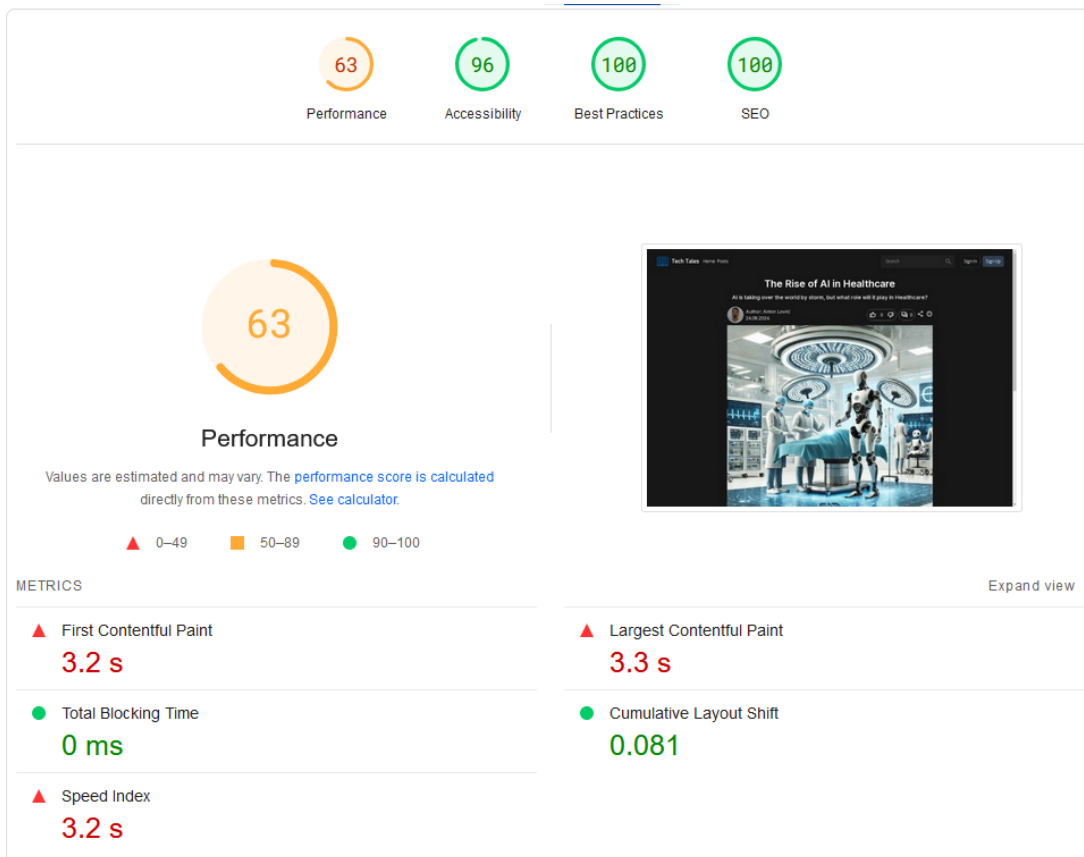 63
96
100
100
Performance
Accessibility
Best Practices
SEO
63
Performance
Values are estimated and may vary. The performance score is calculated
directly from these metrics. See calculator.
0–49
50–89
90–100
Tech Tales Home Posts
Search
Sign In
Sign Up
The Rise of AI in Healthcare
AI is taking over the world by storm, but what role will it play in Healthcare?
METRICS
Expand view
First Contentful Paint
3.2 s
Largest Contentful Paint
3.3 s
Total Blocking Time
0 ms
Cumulative Layout Shift
0.081
Speed Index
3.2 s